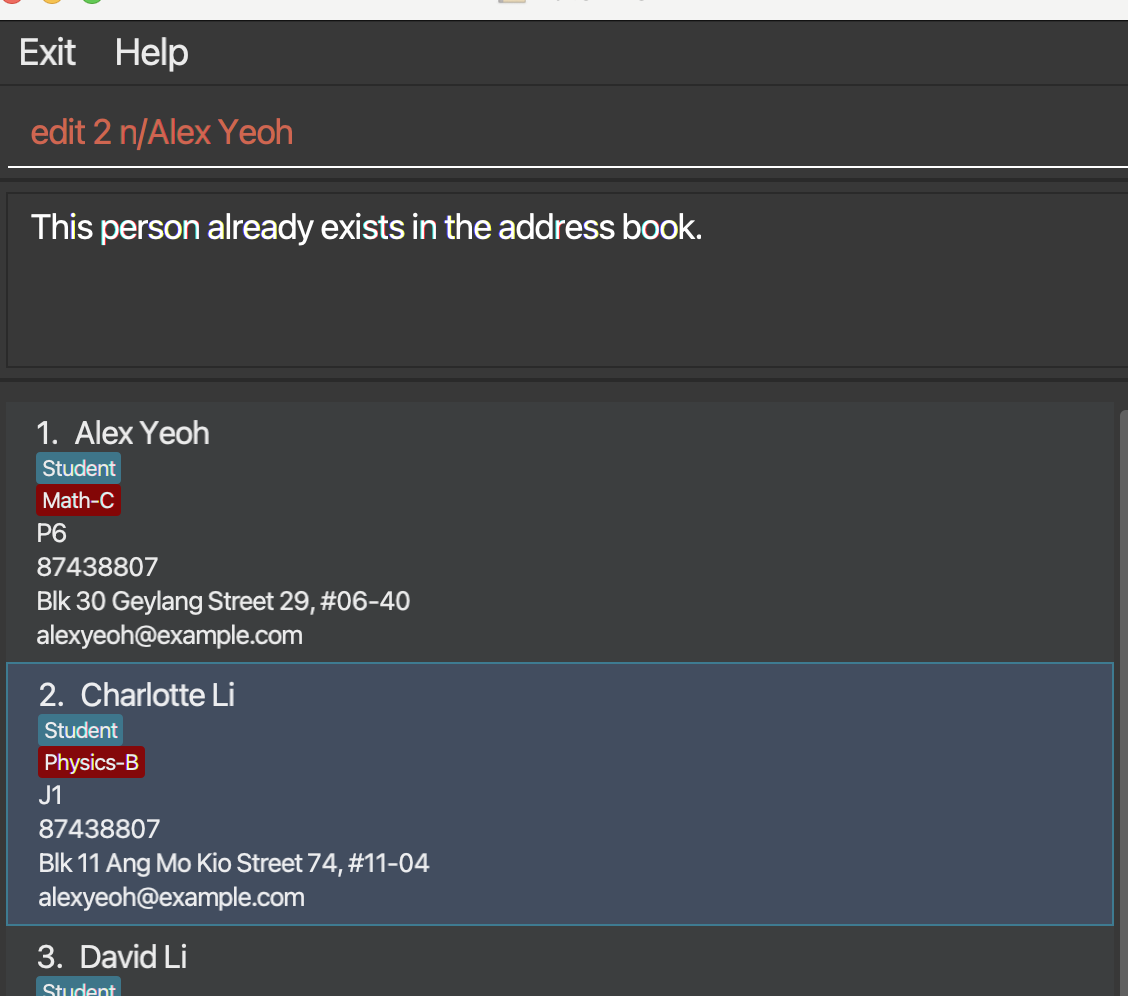 Exit Help
edit 2 n/Alex Yeoh
This person already exists in the address book.
1. Alex Yeoh
Student
Math-C
P6
87438807
Blk 30 Geylang Street 29, #06-40
alexyeoh@example.com
2. Charlotte Li
Student
Physics-B
J1
87438807
Blk 11 Ang Mo Kio Street 74, #11-04
alexyeoh@example.com
3. David Li
Student